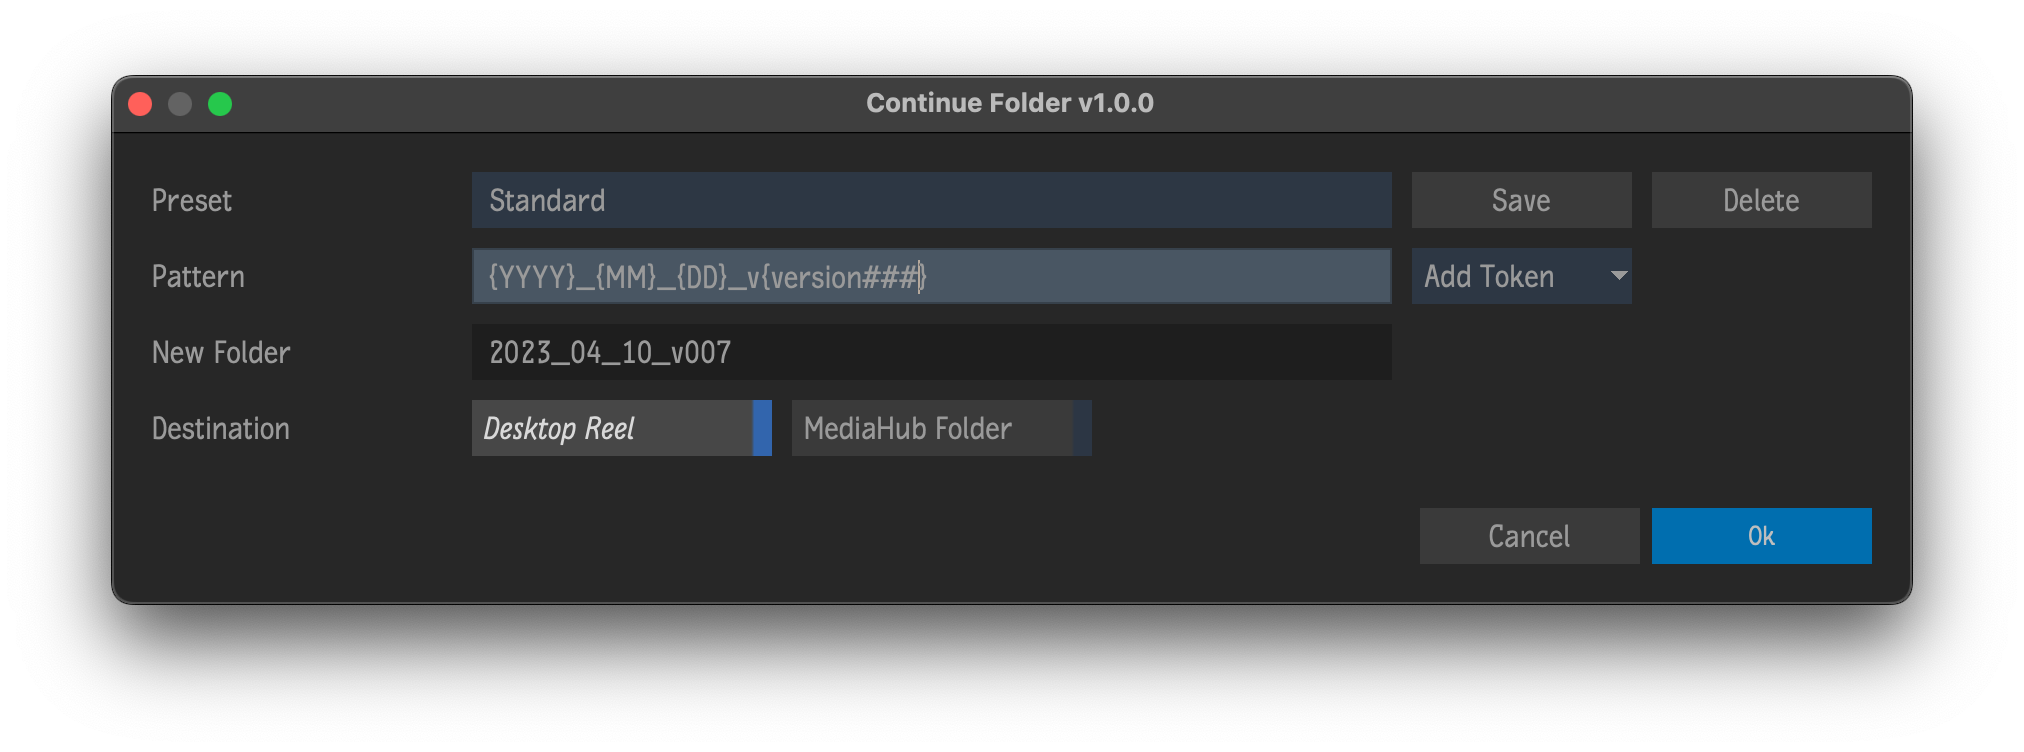 Continue Folder v1.0.0
Preset Standard Save Delete
Pattern {YYYY}_{MM}_{DD}_v{version###} Add Token
New Folder 2023_04_10_v007
Destination Desktop Reel MediaHub Folder
Cancel Ok